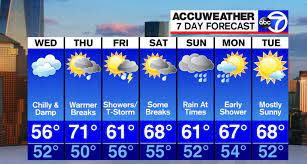 ACCUWEATHER
7 DAY FORECAST
abc 7
WED THU FRI SAT SUN MON TUE
Chilly & Damp
Warmer Breaks
Showers/ T-Storm
Some Breaks
Rain At Times
Early Shower
Mostly Sunny
56° 71° 61° 68° 61° 67° 68°
52° 50° 56° 55° 52° 54° 52°